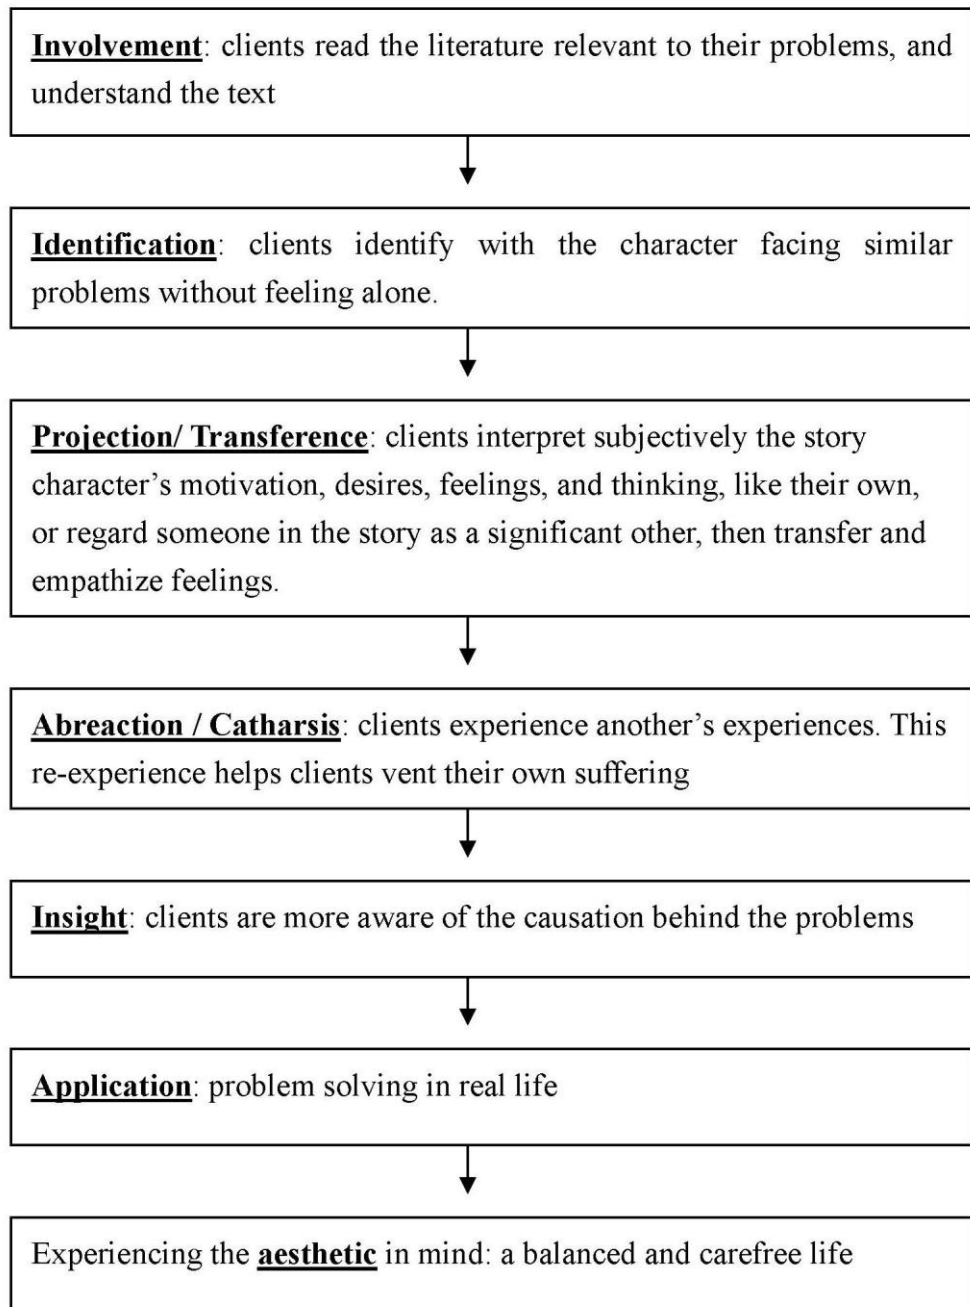 Involvement: clients read the literature relevant to their problems, and
understand the text
Identification: clients identify with the character facing similar
problems without feeling alone.
Projection/ Transference: clients interpret subjectively the story
character’s motivation, desires, feelings, and thinking, like their own,
or regard someone in the story as a significant other, then transfer and
empathize feelings.
Abreaction / Catharsis: clients experience another’s experiences. This
re-experience helps clients vent their own suffering
Insight: clients are more aware of the causation behind the problems
Application: problem solving in real life
Experiencing the aesthetic in mind: a balanced and carefree life